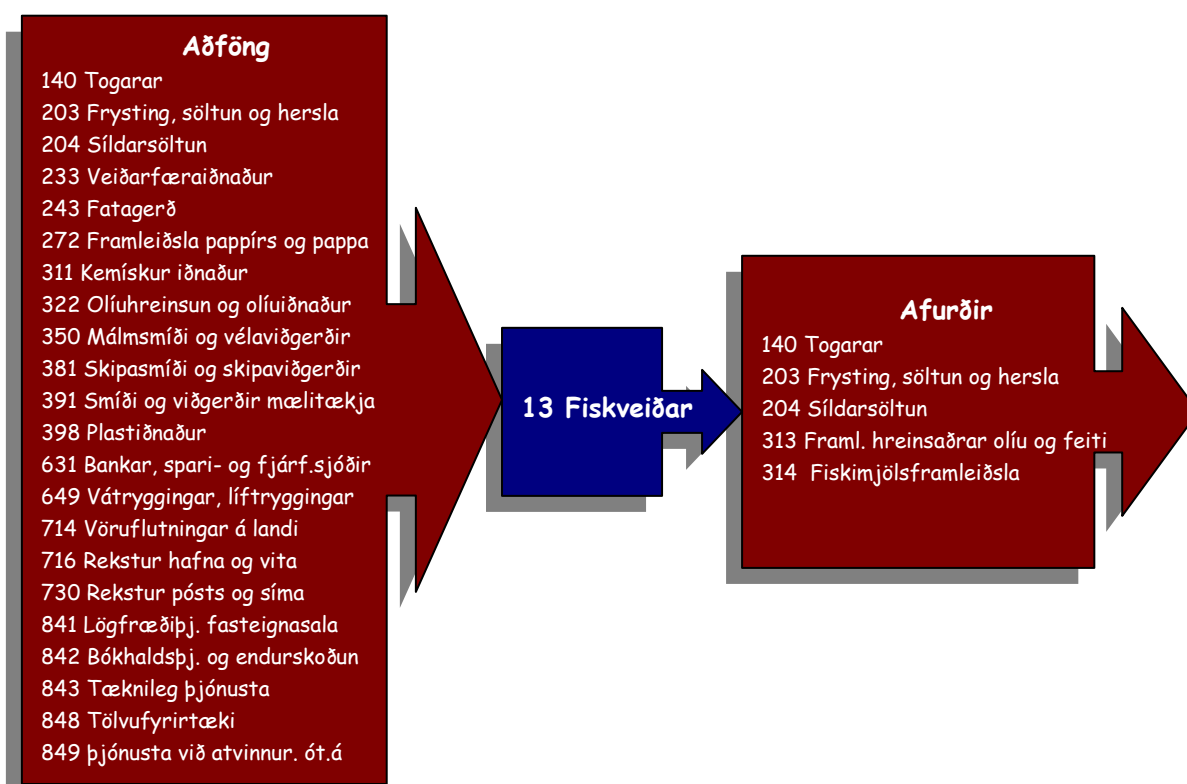 Aðföng
140 Togarar
203 Frysting, söltun og hersla
204 Síldarsöltun
233 Veiðarfæraiðnaður
243 Fatagerð
272 Framleiðsla pappírs og pappa
311 Kemískur iðnaður
322 Olíuhreinsun og olíuiðnaður
350 Málmsmíði og vélaviðgerðir
381 Skipasmíði og skipaviðgerðir
391 Smíði og viðgerðir mælitækja
398 Plastiðnaður
631 Bankar, spari- og fjárf.sjóðir
649 Vátryggingar, líftryggingar
714 Vöruflutningar á landi
716 Rekstur hafna og vita
730 Rekstur pósts og síma
841 Lögfræðiþj. fasteignasala
842 Bókhaldsþj. og endurskoðun
843 Tæknileg þjónusta
848 Tölvufyrirtæki
849 þjónusta við atvinnur. ót.á
13 Fiskveiðar
Afurðir
140 Togarar
203 Frysting, söltun og hersla
204 Síldarsöltun
313 Framl. hreinsaðrar olíu og feiti
314 Fiskimjölsframleiðsla